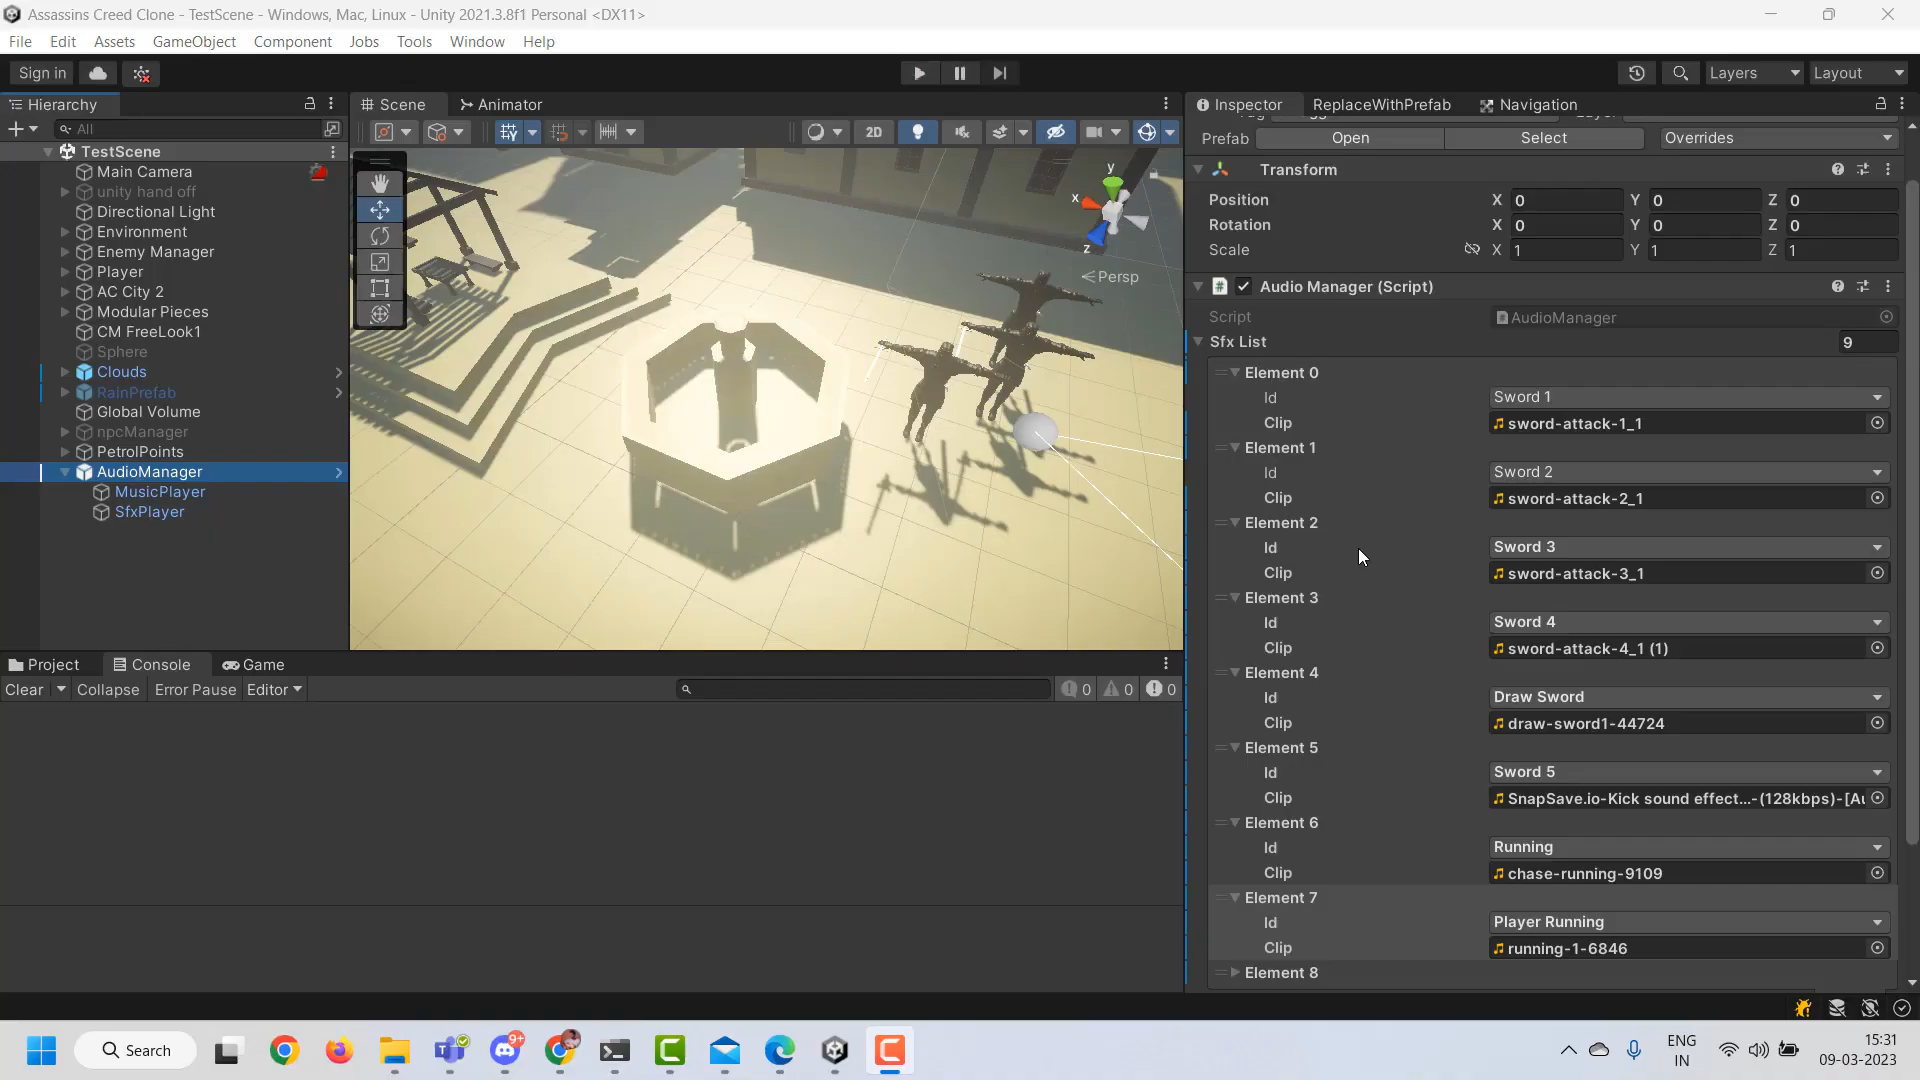 Assassins Creed Clone - TestScene - Windows, Mac, Linux - Unity 2021.3.8f1 Personal <DX11>
File Edit Assets GameObject Component Jobs Tools Window Help
Sign in
Layers
Layout
Hierarchy
All
TestScene
Main Camera
unity hand off
Directional Light
Environment
Enemy Manager
Player
AC City 2
Modular Pieces
CM FreeLook1
Sphere
Clouds
RainPrefab
Global Volume
npcManager
PetrolPoints
AudioManager
MusicPlayer
SfxPlayer
Scene
Animator
2D
y
x
z
Persp
Project
Console
Game
Clear
Collapse
Error Pause
Editor
0
0
0
Inspector
ReplaceWithPrefab
Navigation
Prefab
Open
Select
Overrides
Transform
Position X 0 Y 0 Z 0
Rotation X 0 Y 0 Z 0
Scale X 1 Y 1 Z 1
Audio Manager (Script)
Script AudioManager
Sfx List 9
Element 0
Id Sword 1
Clip sword-attack-1_1
Element 1
Id Sword 2
Clip sword-attack-2_1
Element 2
Id Sword 3
Clip sword-attack-3_1
Element 3
Id Sword 4
Clip sword-attack-4_1 (1)
Element 4
Id Draw Sword
Clip draw-sword1-44724
Element 5
Id Sword 5
Clip SnapSave.io-Kick sound effect...-(128kbps)-[Au
Element 6
Id Running
Clip chase-running-9109
Element 7
Id Player Running
Clip running-1-6846
Element 8
Search
9+
ENG
IN
15:31
09-03-2023